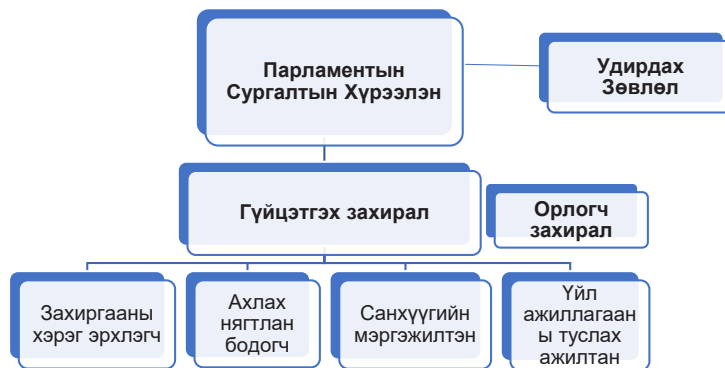 Парламентын
Сургалтын Хүрээлэн
Удирдах
Зөвлөл
Гүйцэтгэх захирал
Орлогч
захирал
Захиргааны
хэрэг эрхлэгч
Ахлах
нягтлан
бодогч
Санхүүгийн
мэргэжилтэн
Үйл
ажиллагаан
ы туслах
ажилтан